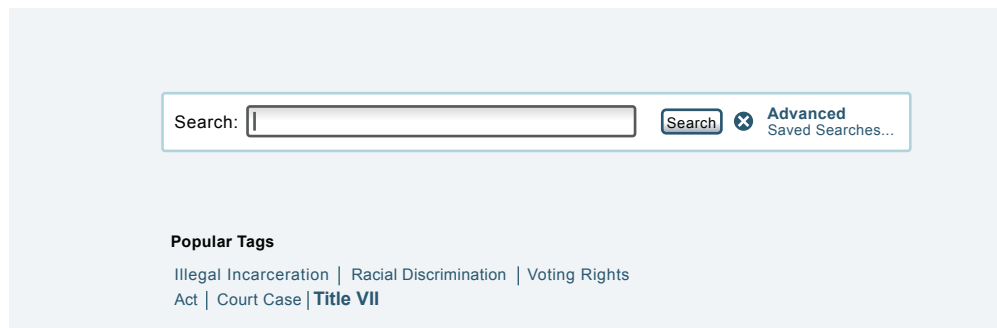 Search:
Search
Advanced
Saved Searches...
Popular Tags
Illegal Incarceration | Racial Discrimination | Voting Rights
Act | Court Case | Title VII